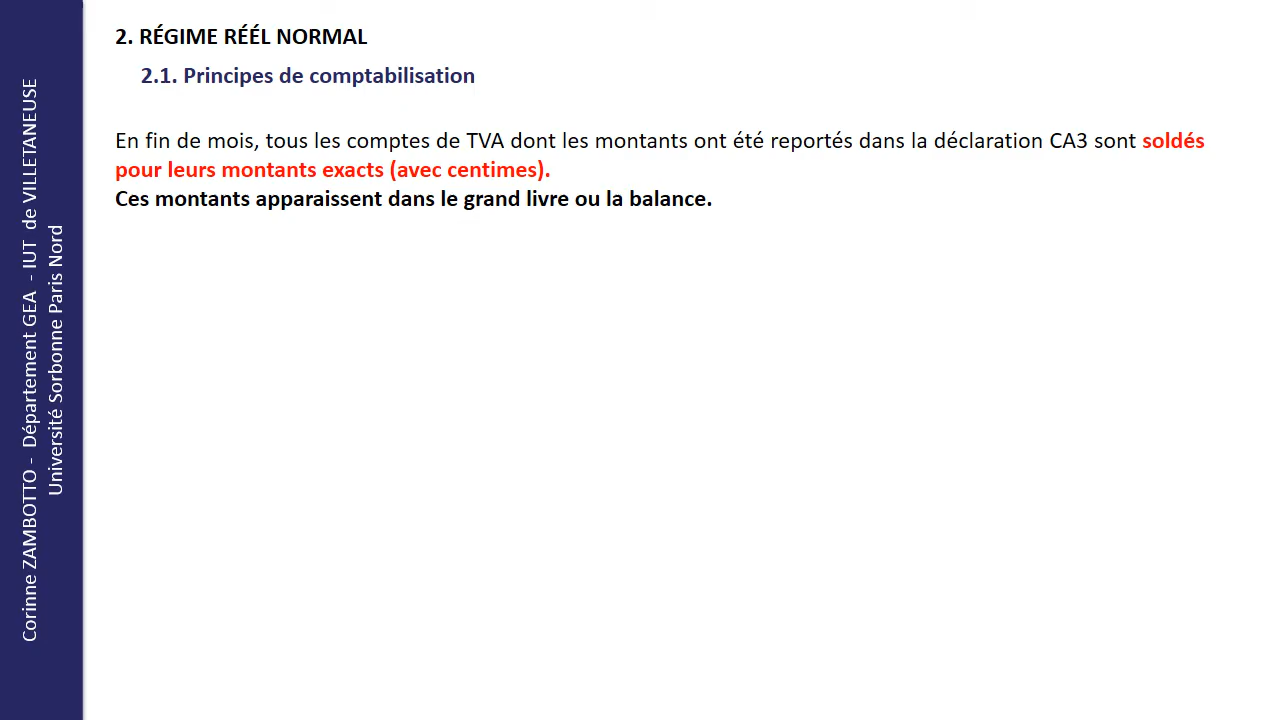 2. RÉGIME RÉÉL NORMAL
2.1. Principes de comptabilisation
En fin de mois, tous les comptes de TVA dont les montants ont été reportés dans la déclaration CA3 sont soldés
pour leurs montants exacts (avec centimes).
Ces montants apparaissent dans le grand livre ou la balance.
Corinne ZAMBOTTO - Département GEA - IUT de VILLETANEUSE
Université Sorbonne Paris Nord